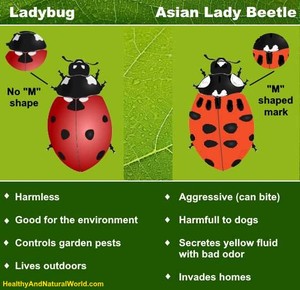 Ladybug
Asian Lady Beetle
No "M"
shape
"M"
shaped
mark
♦ Harmless
♦ Good for the environment
♦ Controls garden pests
♦ Lives outdoors
♦ Aggressive (can bite)
♦ Harmfull to dogs
♦ Secretes yellow fluid
with bad odor
♦ Invades homes
HealthyAndNaturalWorld.com